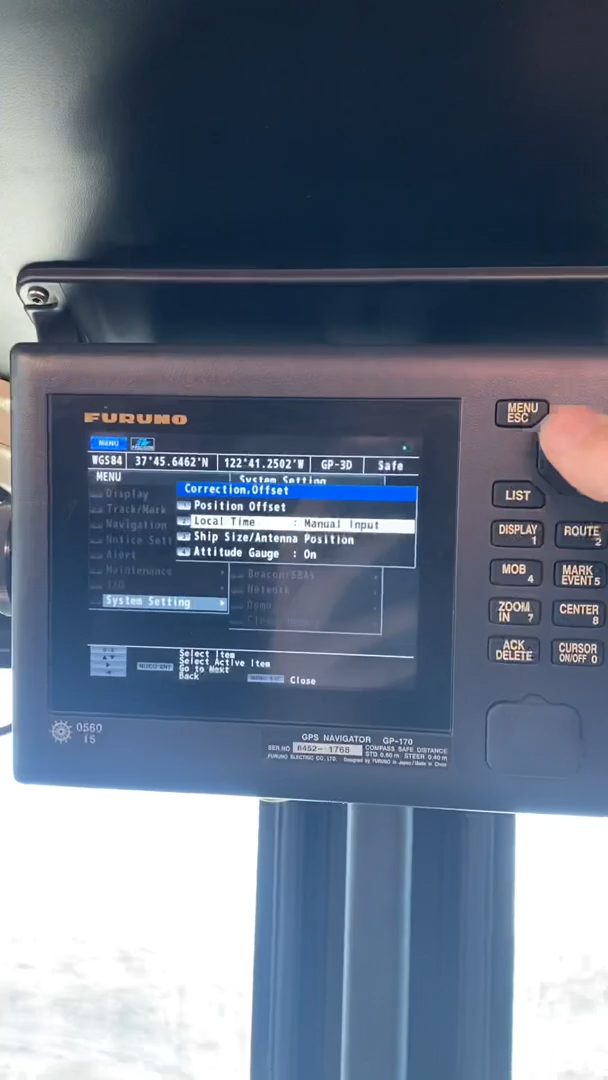 FURUNO
MENU
WGS84 37°45.6462'N 122°41.2502'W GP-3D Safe
MENU System Setting
Display Correction,Offset
Track/Mark 1 Position Offset
Navigation 2 Local Time : Manual Input
Notice Sett 3 Ship Size/Antenna Position
Alert 4 Attitude Gauge : On
Maintenance Beacon/SBAS
I/O Network
System Setting Demo
Select Item
Select Active Item
Go to Next
Back Close
0560
GPS NAVIGATOR GP-170
SER.NO 8452- 1768 COMPASS SAFE DISTANCE
STD. 0.60 m STEER 0.40 m
FURUNO ELECTRIC CO., LTD. Designed by FURUNO in Japan / Made in China
MENU
ESC
LIST
DISPLAY 1
ROUTE 2
MOB 4
MARK
EVENT 5
ZOOM
IN 7
CENTER 8
ACK
DELETE
CURSOR
ON/OFF 0